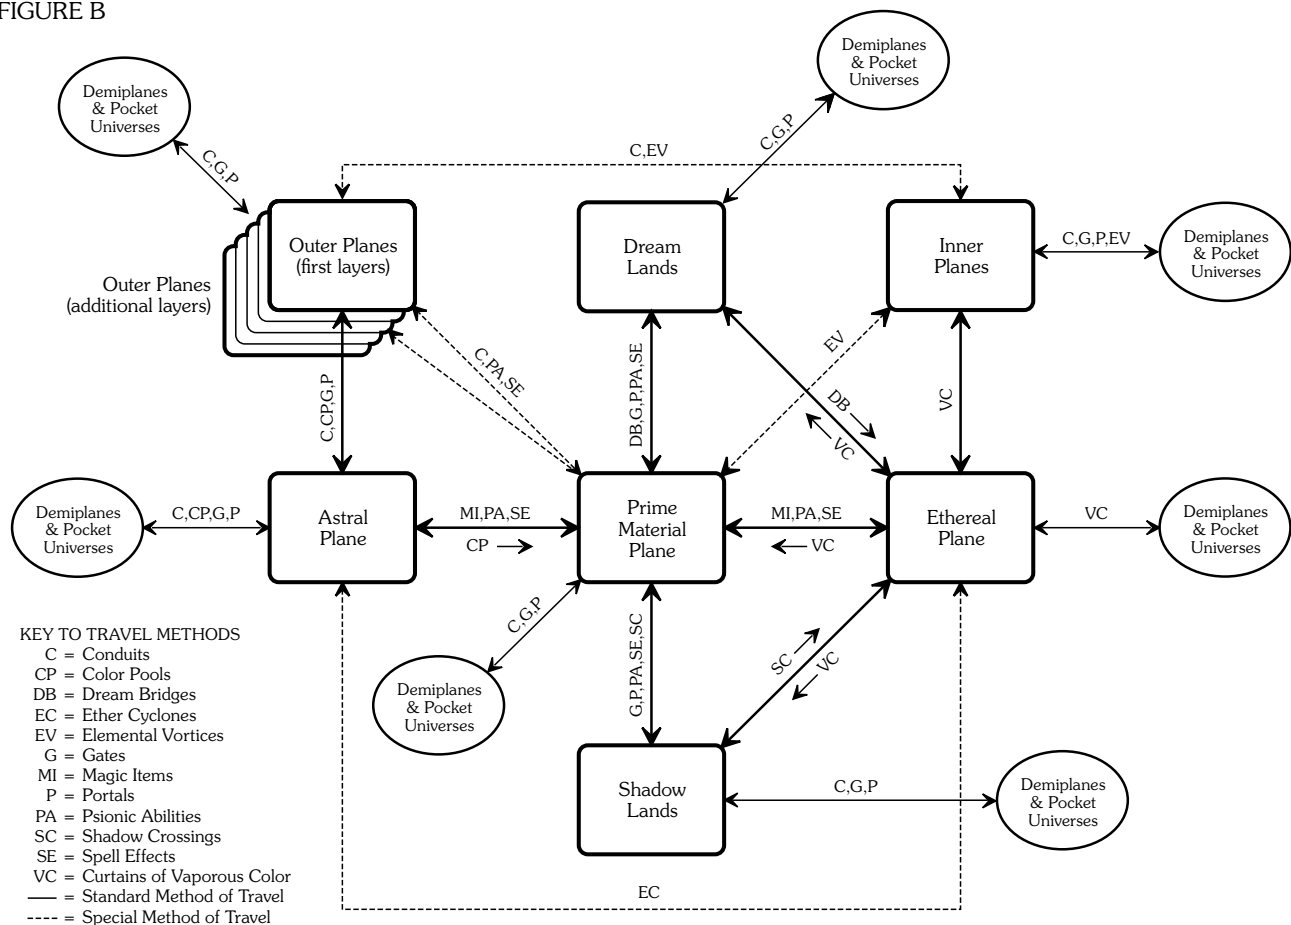 FIGURE B
Demiplanes
& Pocket
Universes
Demiplanes
& Pocket
Universes
C,G,P
C,G,P
C,EV
Outer Planes
(first layers)
Outer Planes
(additional layers)
Dream
Lands
Inner
Planes
C,G,P,EV
Demiplanes
& Pocket
Universes
C,CP,G,P
C,PA,SE
DB,G,P,PA,SE
EV
DB
VC
VC
Demiplanes
& Pocket
Universes
C,CP,G,P
Astral
Plane
MI,PA,SE
CP
Prime
Material
Plane
MI,PA,SE
VC
Ethereal
Plane
VC
Demiplanes
& Pocket
Universes
C,G,P
Demiplanes
& Pocket
Universes
G,P,PA,SE,SC
SC
VC
Shadow
Lands
C,G,P
Demiplanes
& Pocket
Universes
EC
KEY TO TRAVEL METHODS
C = Conduits
CP = Color Pools
DB = Dream Bridges
EC = Ether Cyclones
EV = Elemental Vortices
G = Gates
MI = Magic Items
P = Portals
PA = Psionic Abilities
SC = Shadow Crossings
SE = Spell Effects
VC = Curtains of Vaporous Color
= Standard Method of Travel
= Special Method of Travel